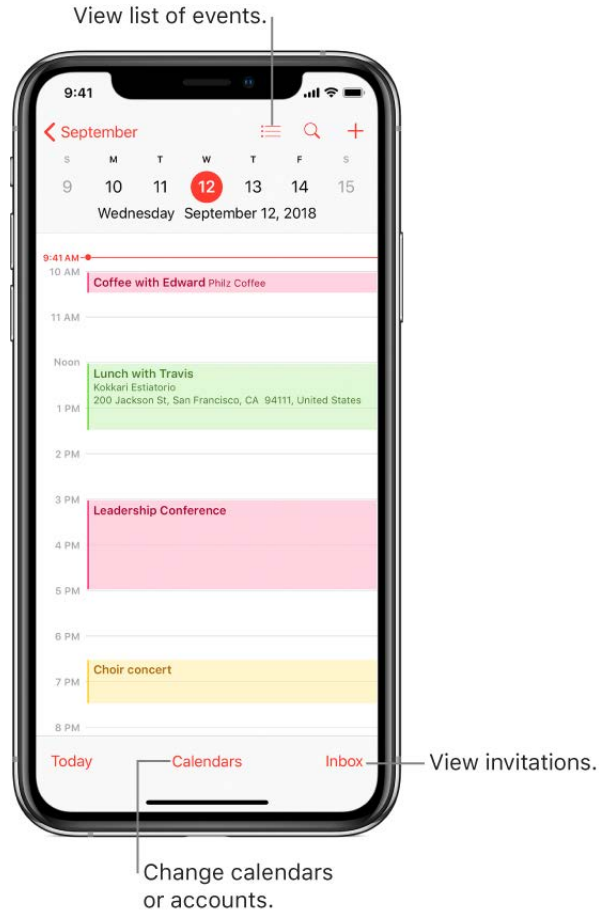 View list of events.
9:41
September
S M T W T F S
9 10 11 12 13 14 15
Wednesday September 12, 2018
9:41 AM
10 AM
Coffee with Edward Philz Coffee
11 AM
Noon
Lunch with Travis
Kokkari Estiatorio
200 Jackson St, San Francisco, CA 94111, United States
1 PM
2 PM
3 PM
Leadership Conference
4 PM
5 PM
6 PM
Choir concert
7 PM
8 PM
Today Calendars Inbox
View invitations.
Change calendars
or accounts.